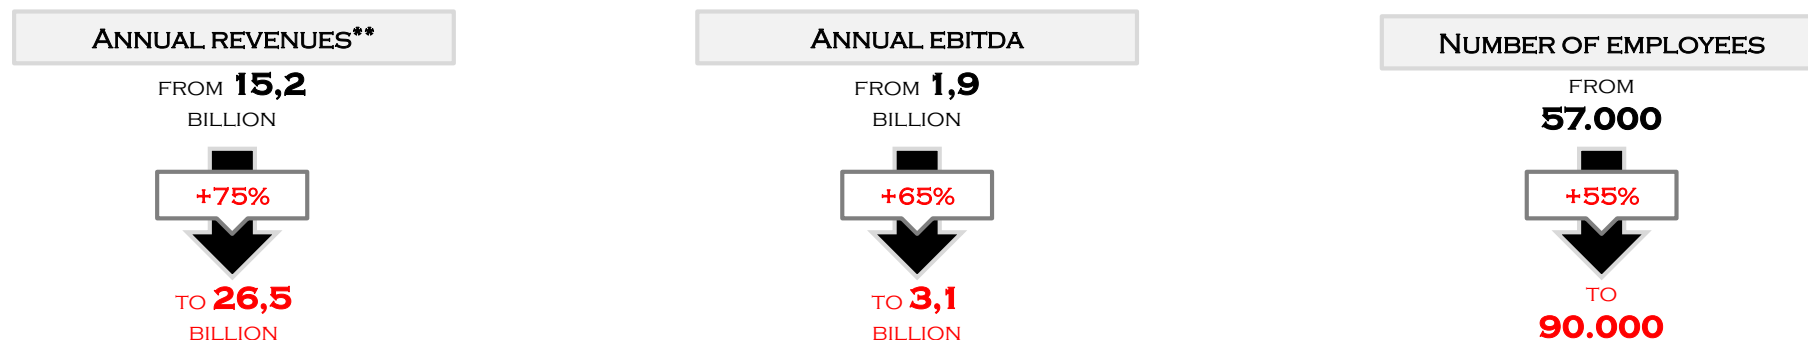 ANNUAL REVENUES**
FROM 15,2
BILLION
+75%
TO 26,5
BILLION
ANNUAL EBITDA
FROM 1,9
BILLION
+65%
TO 3,1
BILLION
NUMBER OF EMPLOYEES
FROM
57.000
+55%
TO
90.000